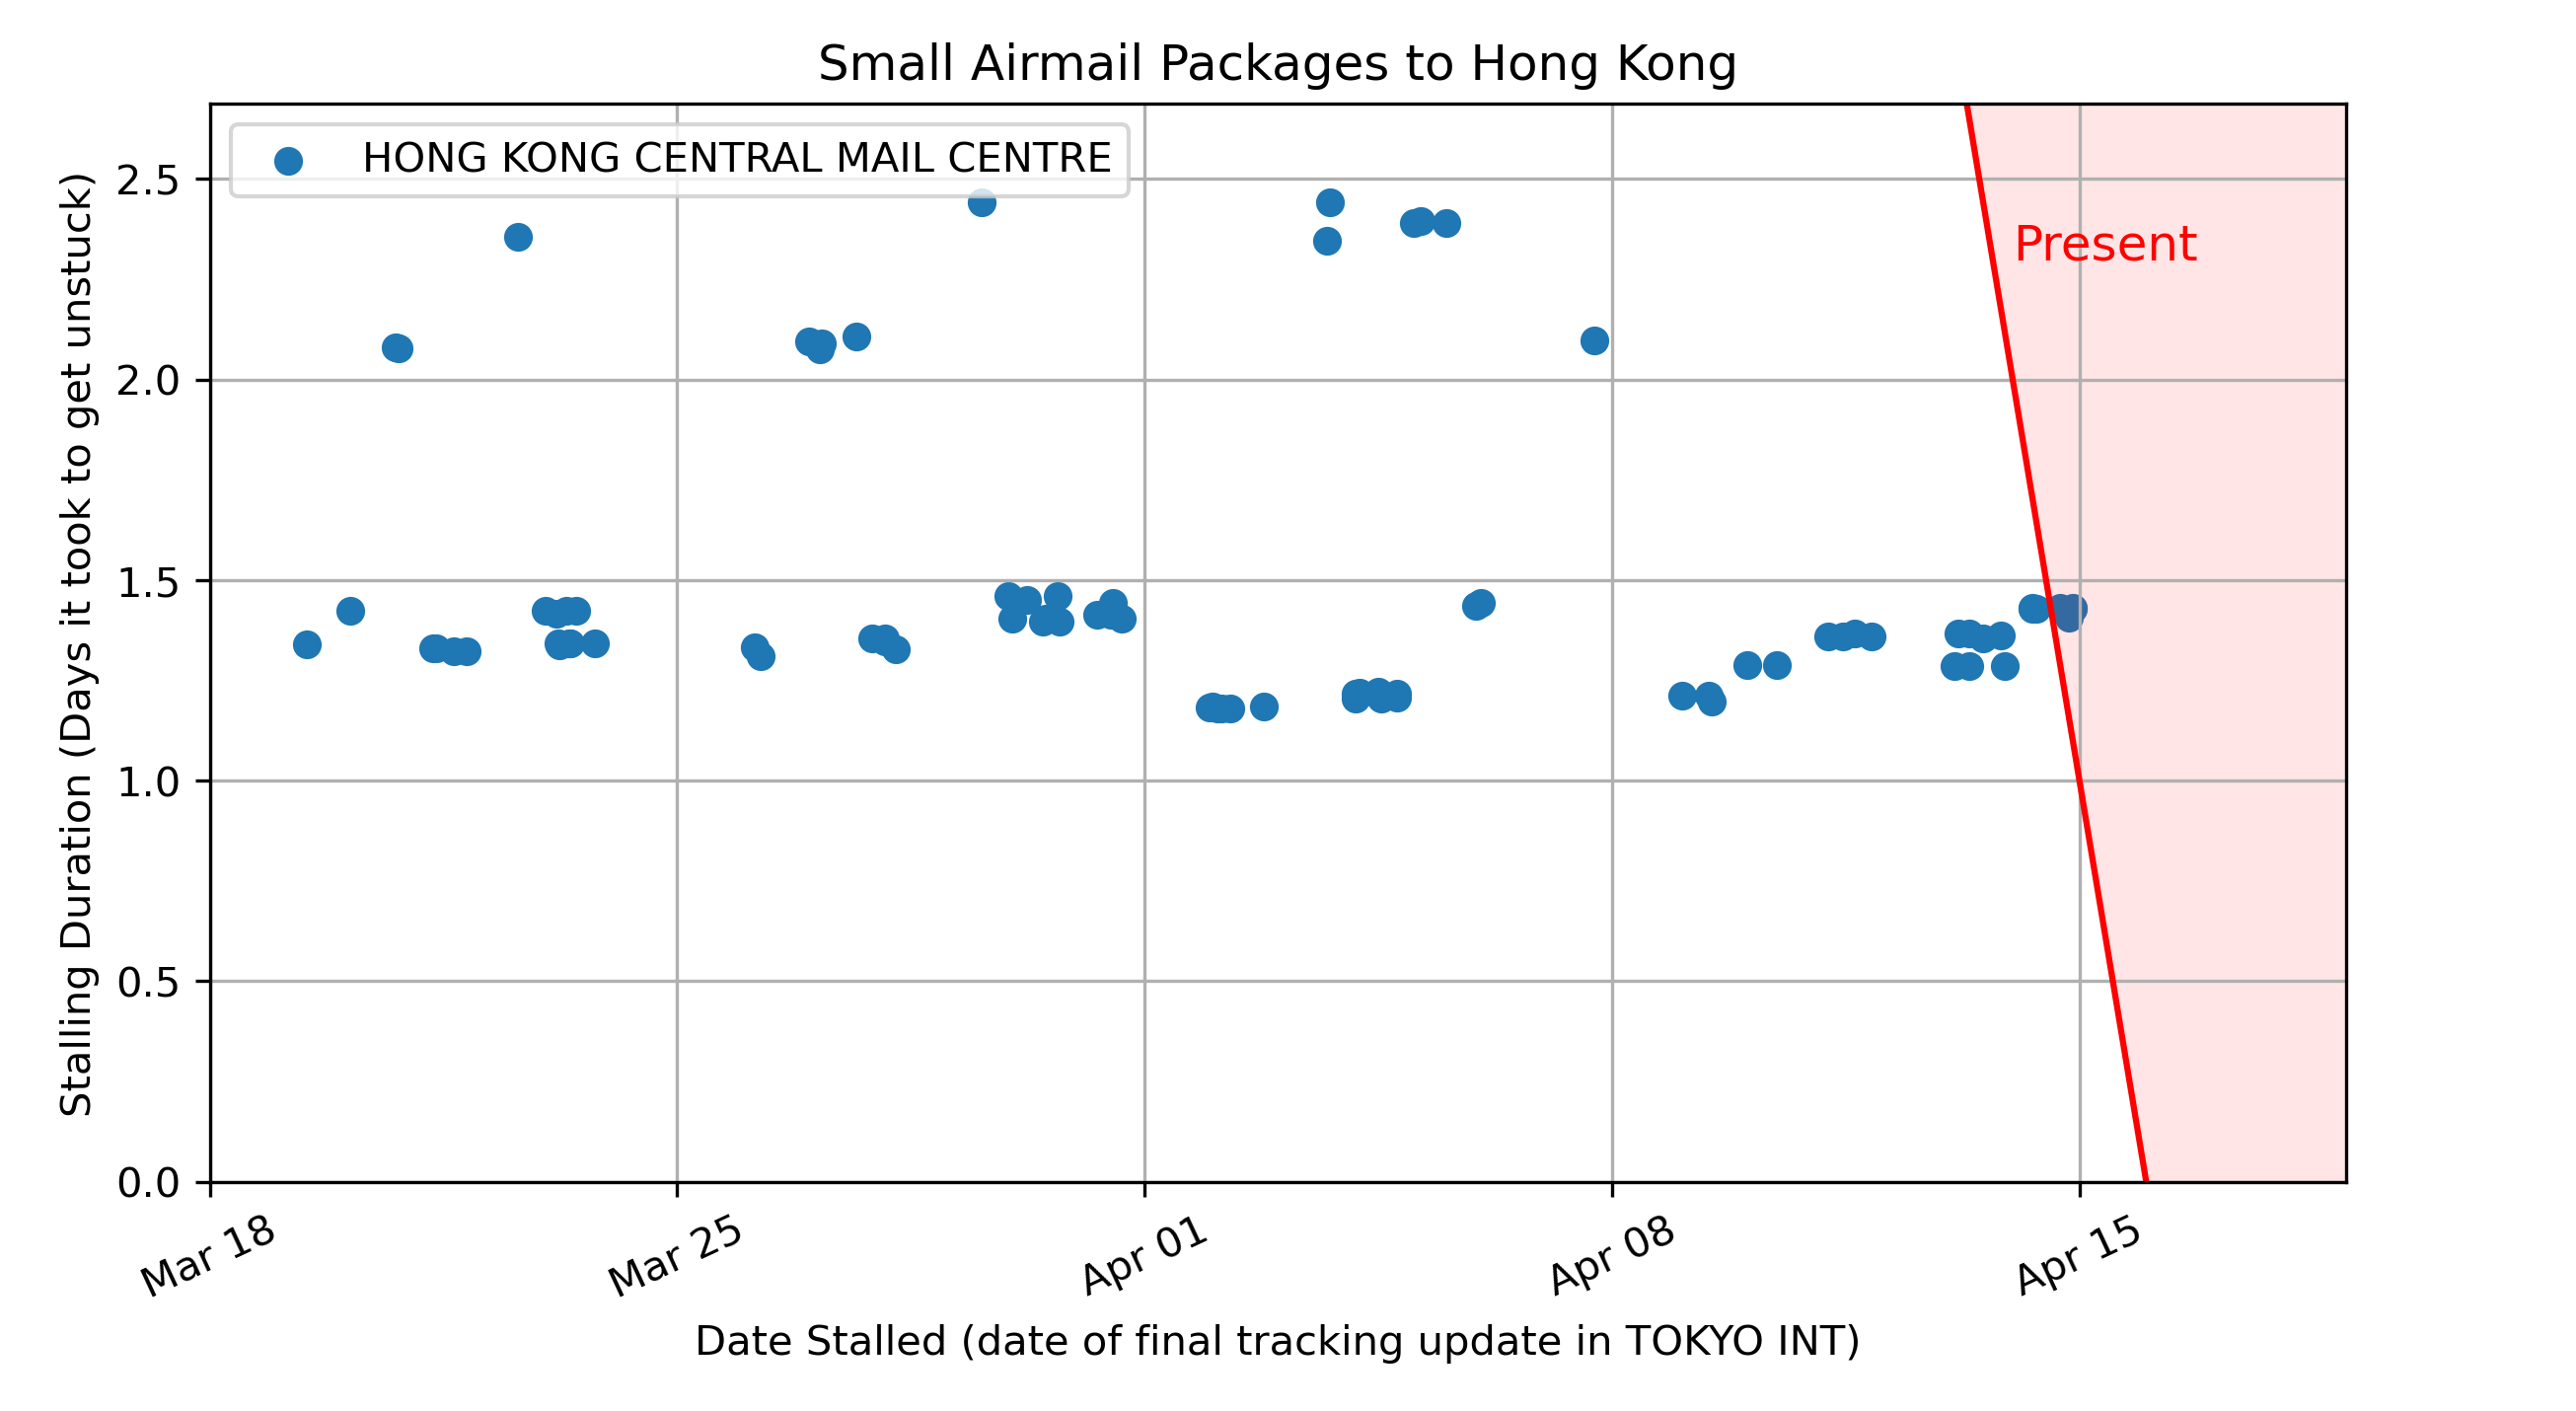 Small Airmail Packages to Hong Kong
HONG KONG CENTRAL MAIL CENTRE
Present
Stalling Duration (Days it took to get unstuck)
2.5
2.0
1.5
1.0
0.5
0.0
Mar 18
Mar 25
Apr 01
Apr 08
Apr 15
Date Stalled (date of final tracking update in TOKYO INT)